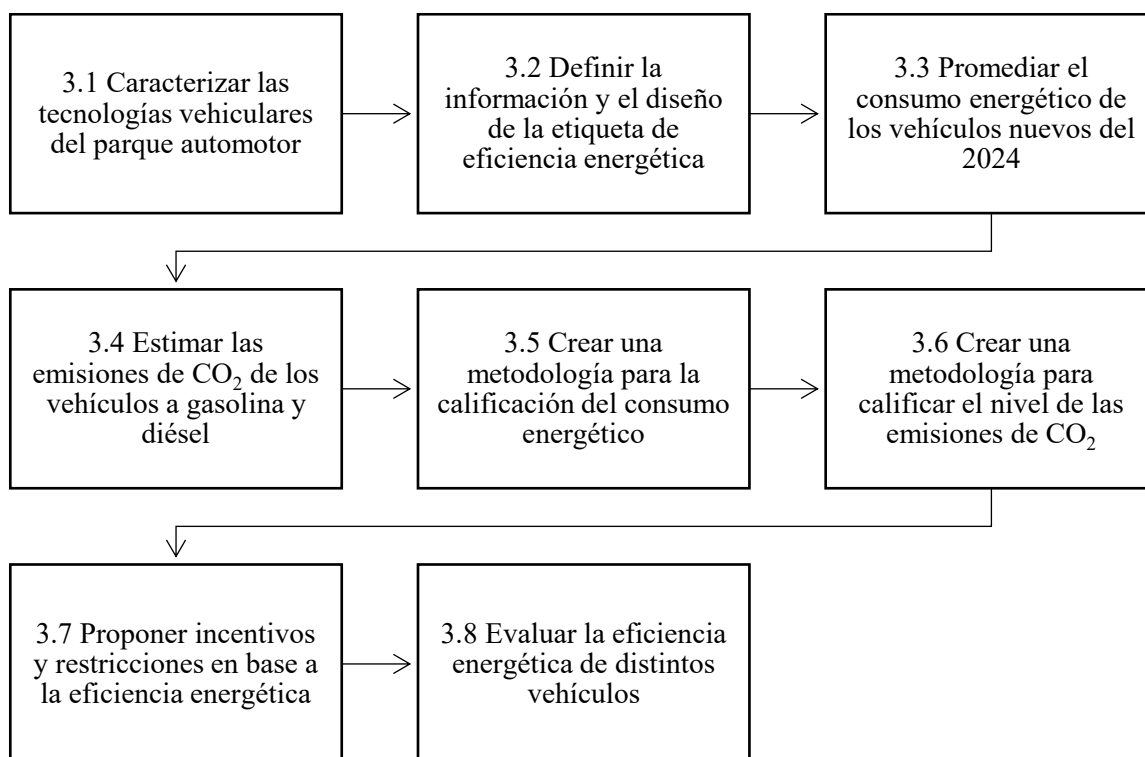 3.1 Caracterizar las
tecnologías vehiculares
del parque automotor
3.2 Definir la
información y el diseño
de la etiqueta de
eficiencia energética
3.3 Promediar el
consumo energético de
los vehículos nuevos del
2024
3.4 Estimar las
emisiones de CO₂ de los
vehículos a gasolina y
diésel
3.5 Crear una
metodología para la
calificación del consumo
energético
3.6 Crear una
metodología para
calificar el nivel de las
emisiones de CO₂
3.7 Proponer incentivos
y restricciones en base a
la eficiencia energética
3.8 Evaluar la eficiencia
energética de distintos
vehículos